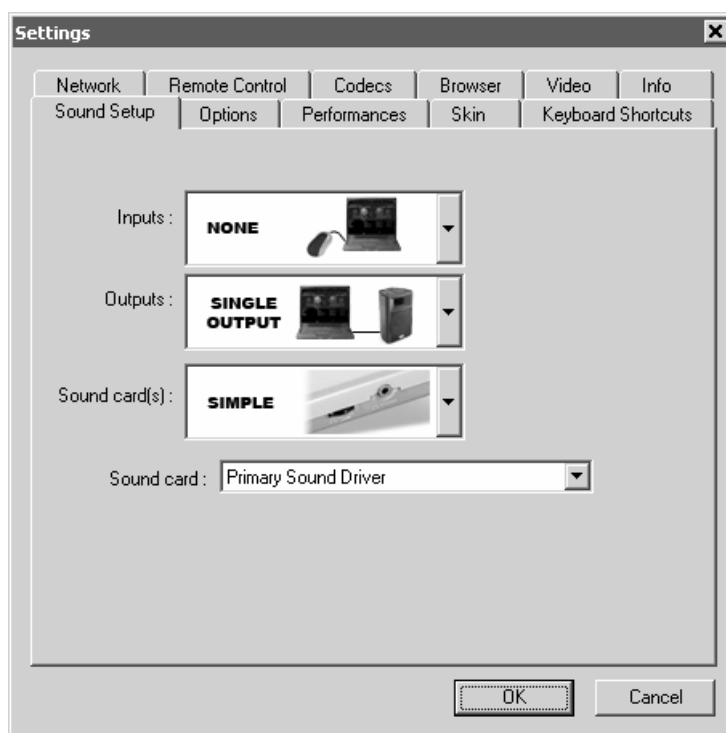 Settings
Network Remote Control Codecs Browser Video Info
Sound Setup Options Performances Skin Keyboard Shortcuts
Inputs : NONE
Outputs : SINGLE
OUTPUT
Sound card(s) : SIMPLE
Sound card : Primary Sound Driver
OK Cancel